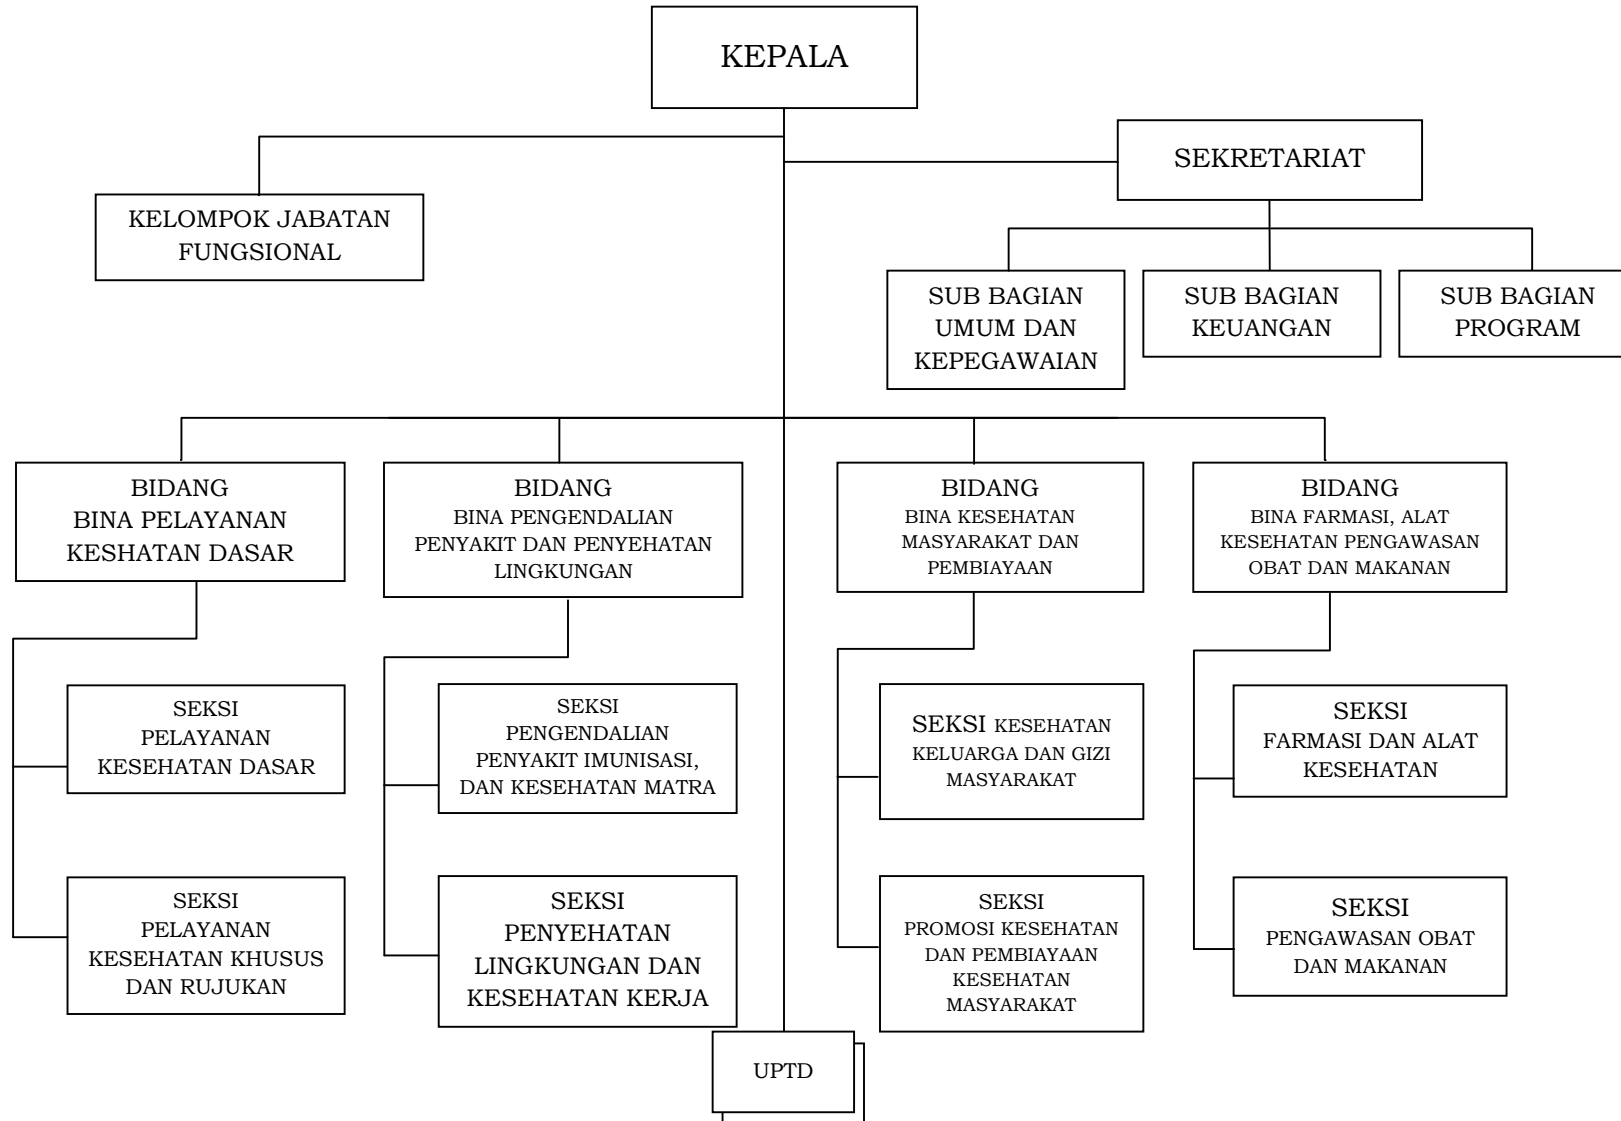 KEPALA
SEKRETARIAT
KELOMPOK JABATAN
FUNGSIONAL
SUB BAGIAN
UMUM DAN
KEPEGAWAIAN
SUB BAGIAN
KEUANGAN
SUB BAGIAN
PROGRAM
BIDANG
BINA PELAYANAN
KESHATAN DASAR
BIDANG
BINA PENGENDALIAN
PENYAKIT DAN PENYEHATAN
LINGKUNGAN
BIDANG
BINA KESEHATAN
MASYARAKAT DAN
PEMBIAYAAN
BIDANG
BINA FARMASI, ALAT
KESEHATAN PENGAWASAN
OBAT DAN MAKANAN
SEKSI
PELAYANAN
KESEHATAN DASAR
SEKSI
PENGENDALIAN
PENYAKIT IMUNISASI,
DAN KESEHATAN MATRA
SEKSI KESEHATAN
KELUARGA DAN GIZI
MASYARAKAT
SEKSI
FARMASI DAN ALAT
KESEHATAN
SEKSI
PELAYANAN
KESEHATAN KHUSUS
DAN RUJUKAN
SEKSI
PENYEHATAN
LINGKUNGAN DAN
KESEHATAN KERJA
SEKSI
PROMOSI KESEHATAN
DAN PEMBIAYAAN
KESEHATAN
MASYARAKAT
SEKSI
PENGAWASAN OBAT
DAN MAKANAN
UPTD